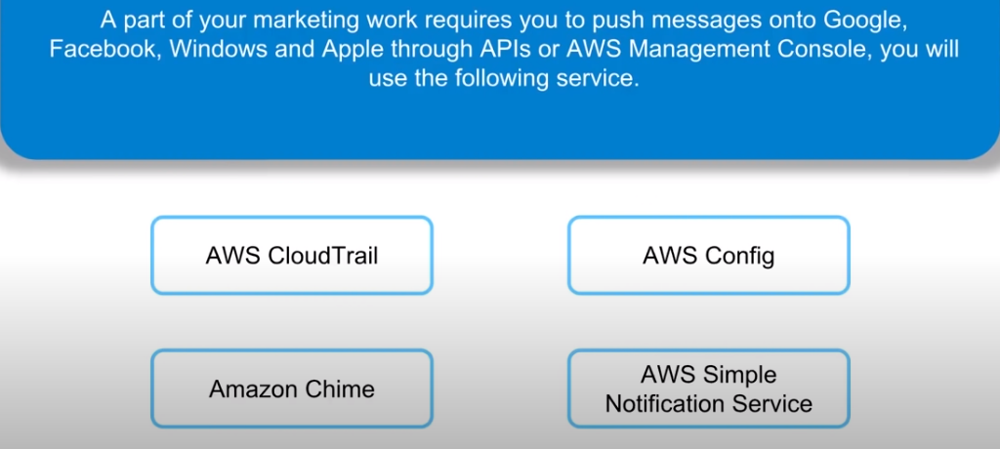 A part of your marketing work requires you to push messages onto Google,
Facebook, Windows and Apple through APIs or AWS Management Console, you will
use the following service.
AWS CloudTrail
AWS Config
Amazon Chime
AWS Simple
Notification Service